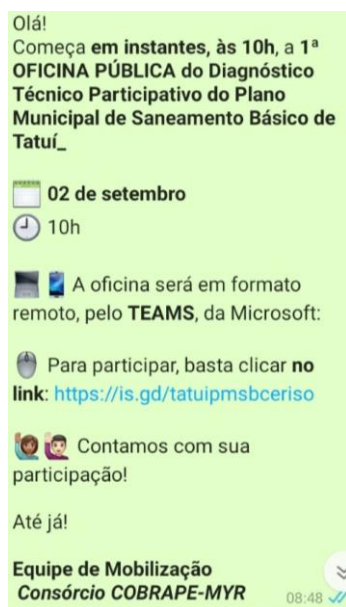 Olá!
Começa em instantes, às 10h, a 1ª
OFICINA PÚBLICA do Diagnóstico
Técnico Participativo do Plano
Municipal de Saneamento Básico de
Tatuí_
02 de setembro
10h
A oficina será em formato
remoto, pelo TEAMS, da Microsoft:
Para participar, basta clicar no
link: https://is.gd/tatuipmsbceriso
Contamos com sua
participação!
Até já!
Equipe de Mobilização
Consórcio COBRAPE-MYR
08:48